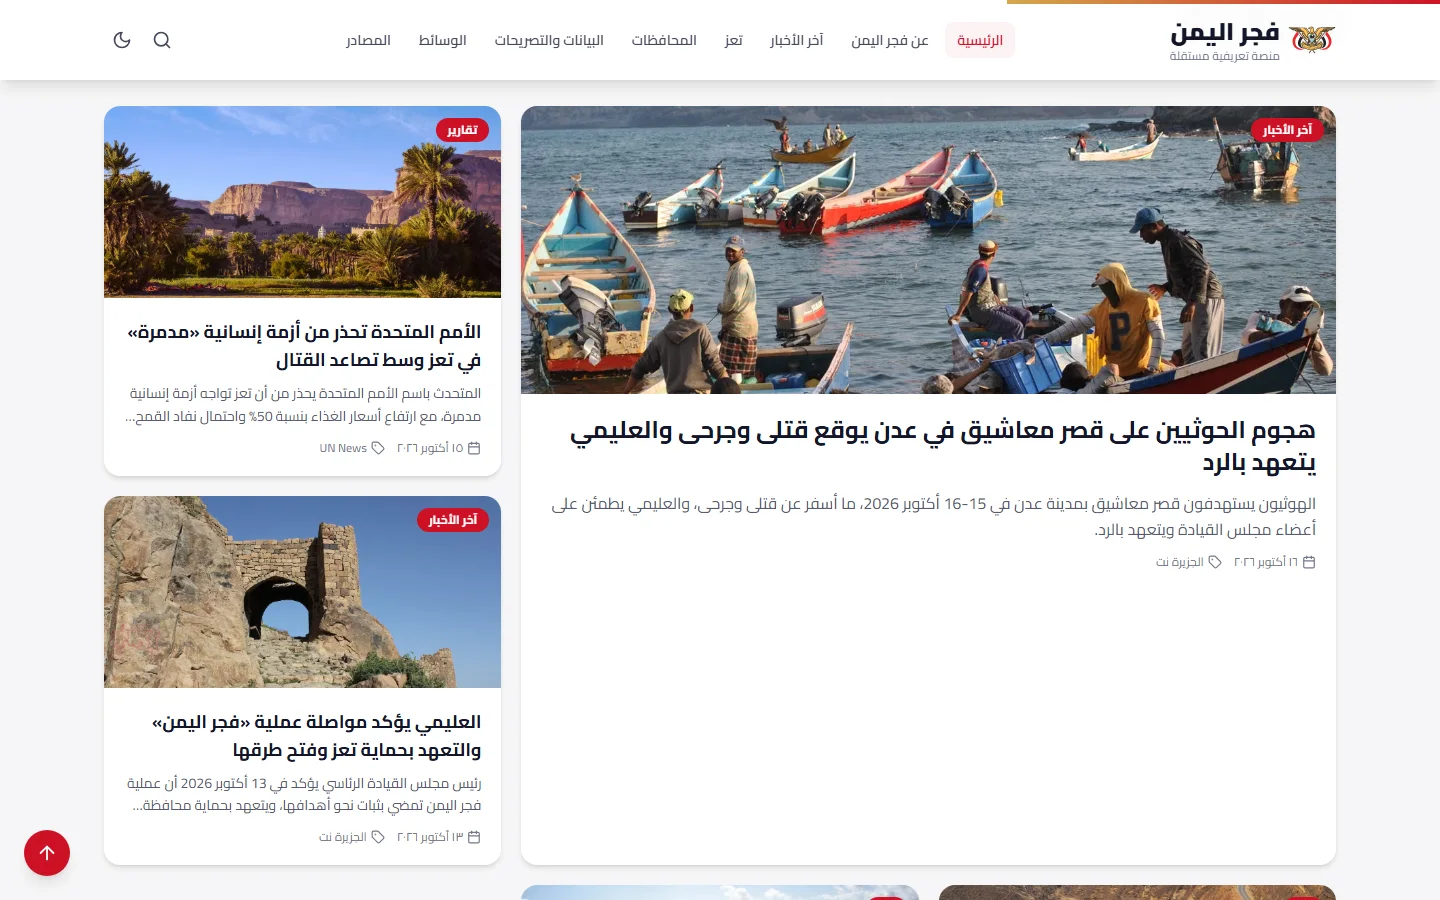 فجر اليمن
منصة تعريفية مستقلة
الرئيسية
عن فجر اليمن
آخر الأخبار
تعز
المحافظات
البيانات والتصريحات
الوسائط
المصادر
آخر الأخبار
P
هجوم الحوثيين على قصر معاشيق في عدن يوقع قتلى وجرحى والعليمي
يتعهد بالرد
الهوثيون يستهدفون قصر معاشيق بمدينة عدن في 15-16 أكتوبر 2026، ما أسفر عن قتلى وجرحى، والعليمي يطمئن على
أعضاء مجلس القيادة ويتعهد بالرد.
١٦ أكتوبر ٢٠٢٦
الجزيرة نت
تقارير
الأمم المتحدة تحذر من أزمة إنسانية «مدمرة»
في تعز وسط تصاعد القتال
المتحدث باسم الأمم المتحدة يحذر من أن تعز تواجه أزمة إنسانية
مدمرة، مع ارتفاع أسعار الغذاء بنسبة 50% واحتمال نفاد القمح...
١٥ أكتوبر ٢٠٢٦
UN News
آخر الأخبار
العليمي يؤكد مواصلة عملية «فجر اليمن»
والتعهد بحماية تعز وفتح طرقها
رئيس مجلس القيادة الرئاسي يؤكد في 13 أكتوبر 2026 أن عملية
فجر اليمن تمضي بثبات نحو أهدافها، ويتعهد بحماية محافظة...
١٣ أكتوبر ٢٠٢٦
الجزيرة نت